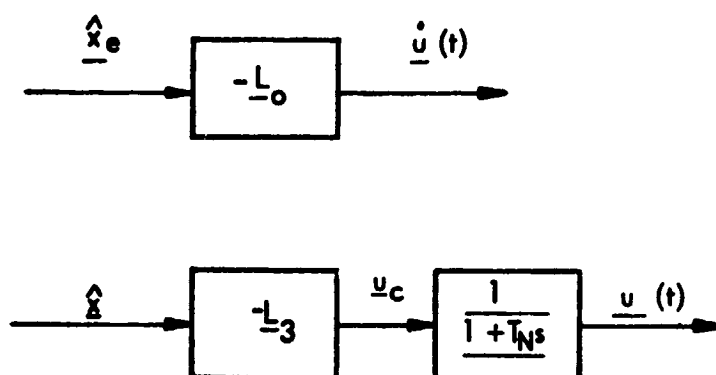 x̂e
-Lo
u̇ (t)
x̂
-L3
uc
1
1 + TNs
u (t)